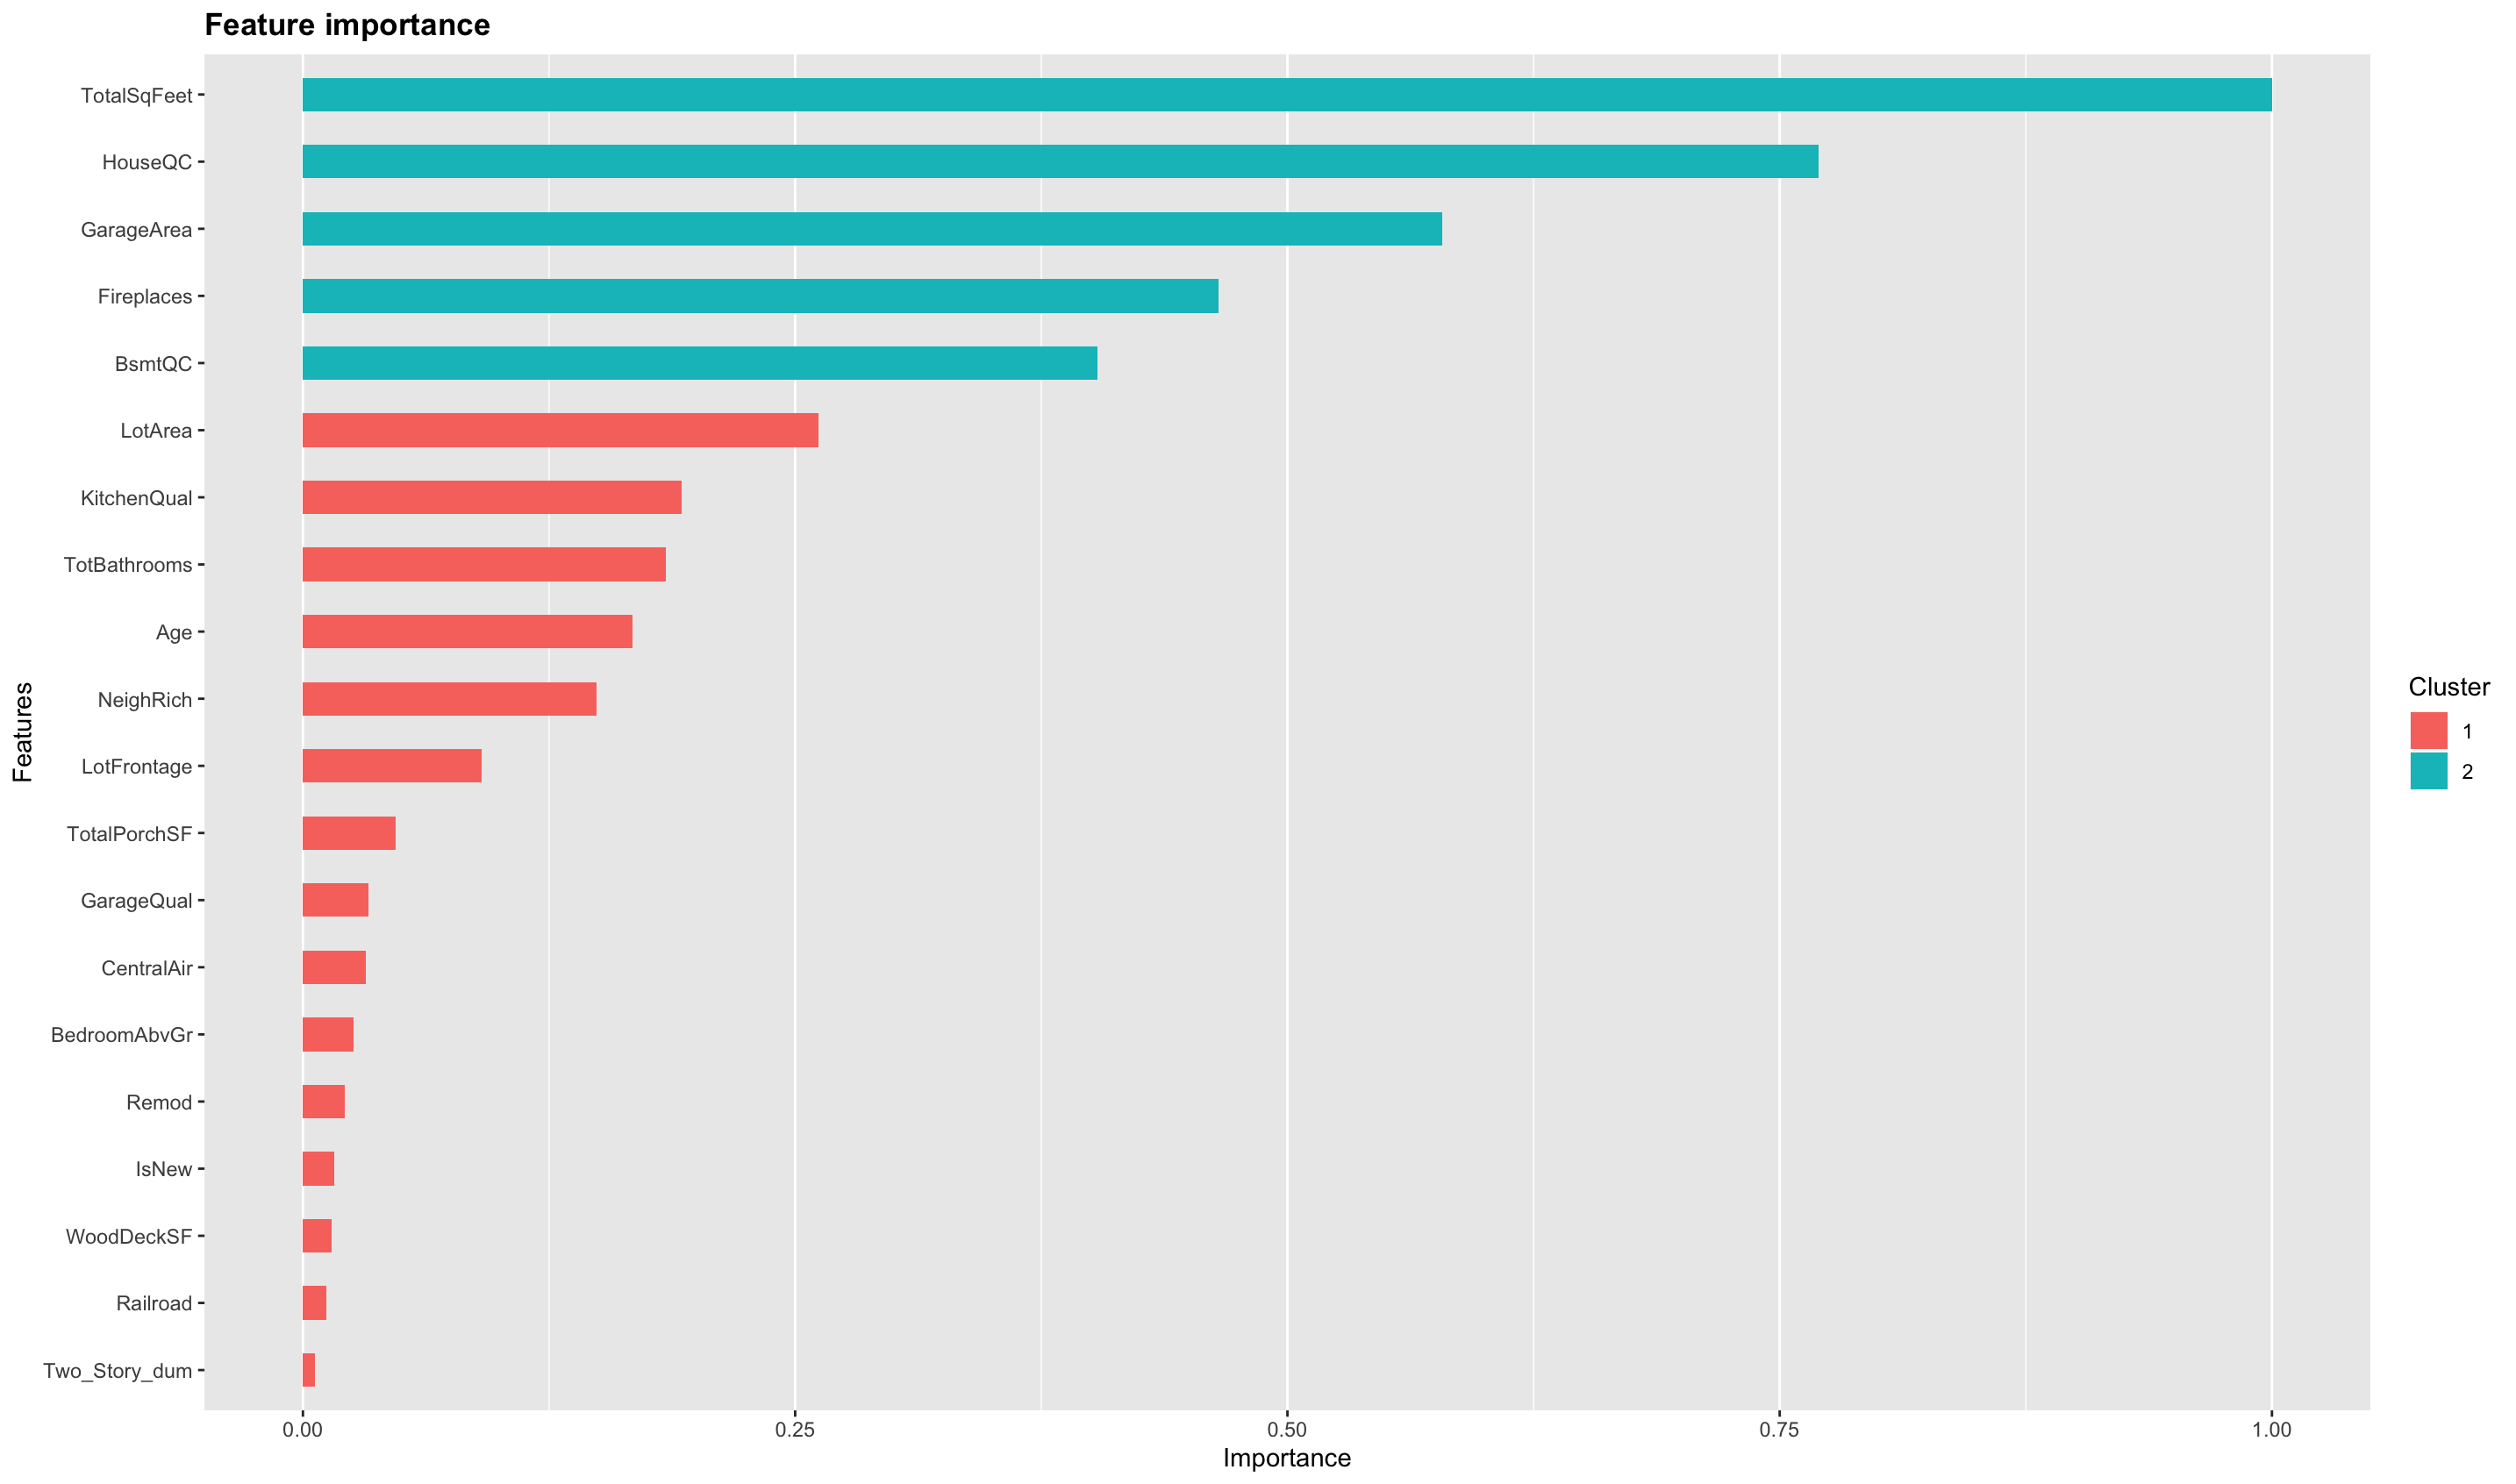 Feature importance
TotalSqFeet
HouseQC
GarageArea
Fireplaces
BsmtQC
LotArea
KitchenQual
TotBathrooms
Age
NeighRich
LotFrontage
TotalPorchSF
GarageQual
CentralAir
BedroomAbvGr
Remod
IsNew
WoodDeckSF
Railroad
Two_Story_dum
Features
0.00 0.25 0.50 0.75 1.00
Importance
Cluster
1
2